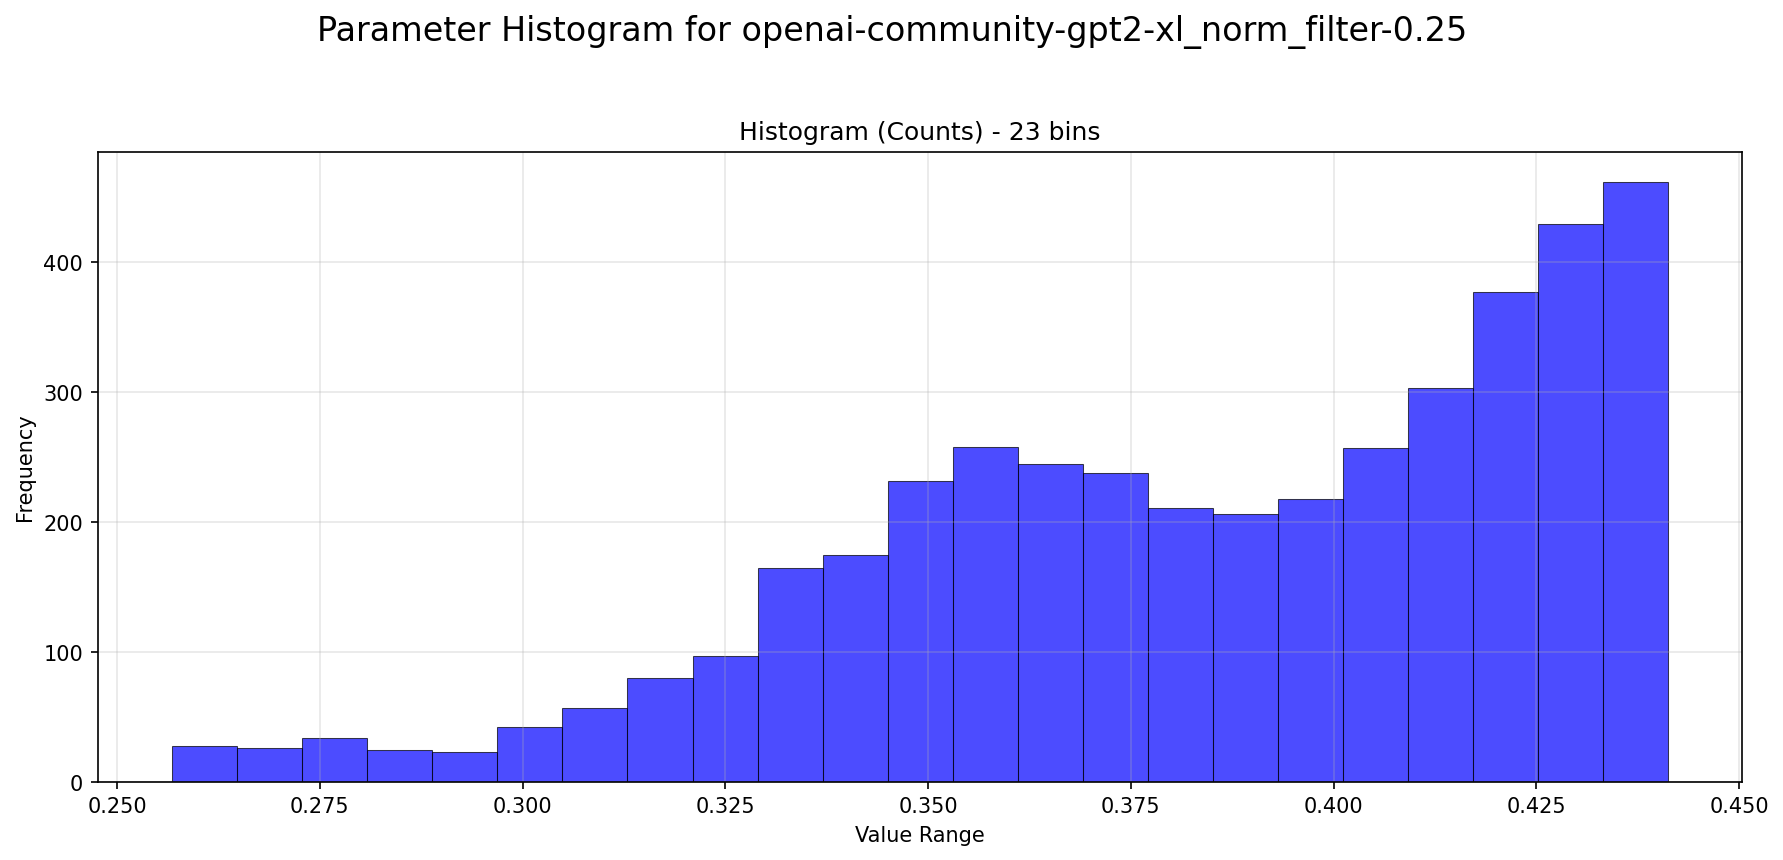 Parameter Histogram for openai-community-gpt2-xl_norm_filter-0.25
Histogram (Counts) - 23 bins
Frequency
400
300
200
100
0
0.250 0.275 0.300 0.325 0.350 0.375 0.400 0.425 0.450
Value Range